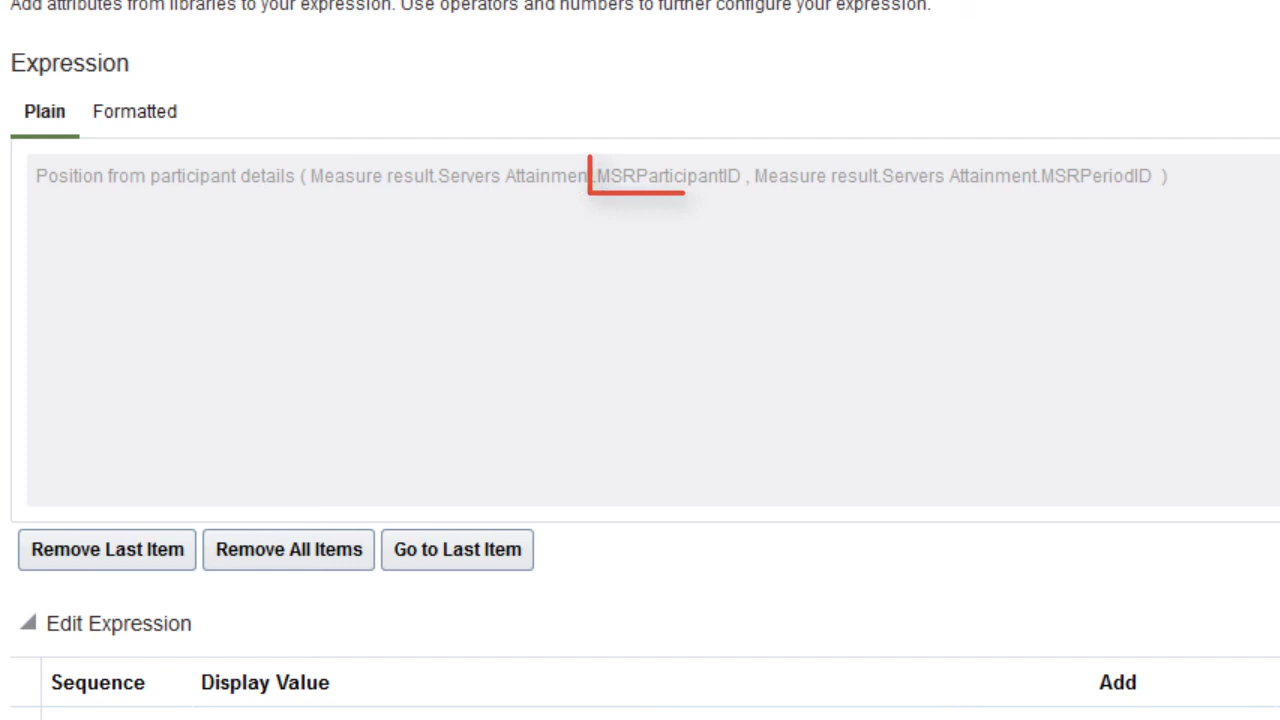 Add attributes from libraries to your expression. Use operators and numbers to further configure your expression.
Expression
Plain Formatted
Position from participant details ( Measure result.Servers Attainment.MSRParticipantID , Measure result.Servers Attainment.MSRPeriodID )
Remove Last Item Remove All Items Go to Last Item
Edit Expression
Sequence Display Value Add